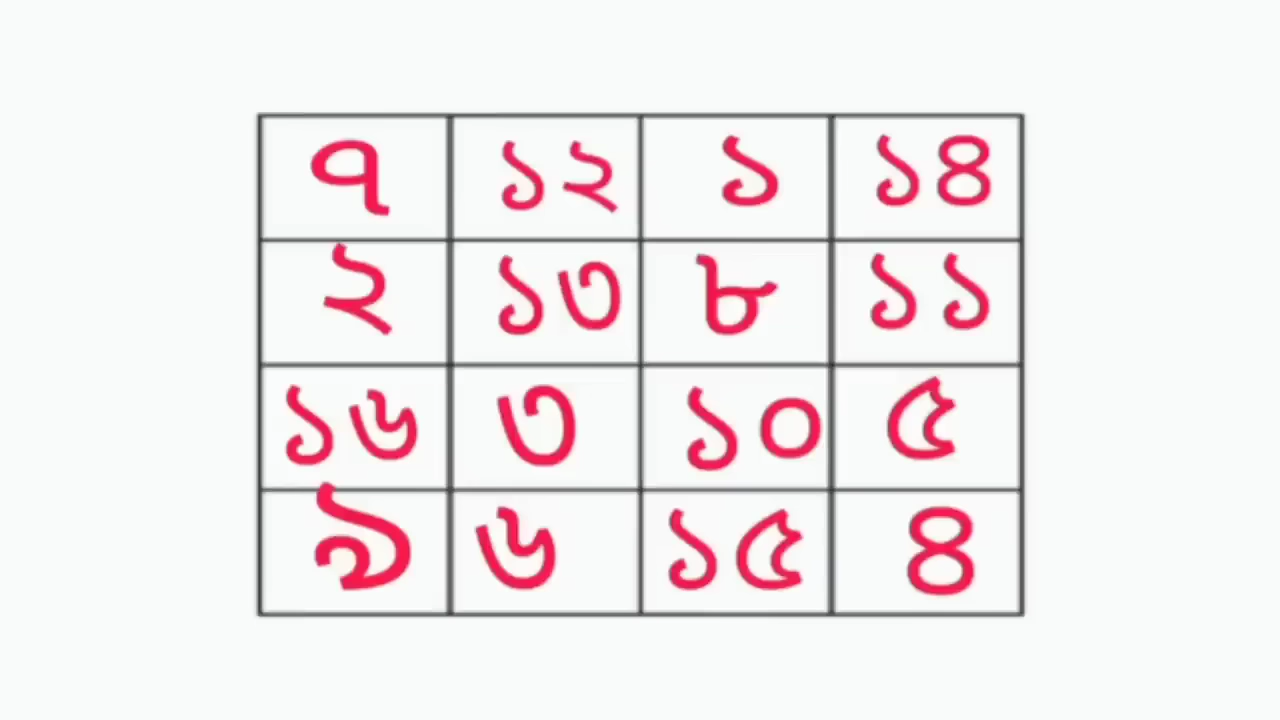 ৭ ১২ ১ ১৪
২ ১৩ ৮ ১১
১৬ ৩ ১০ ৫
৯ ৬ ১৫ ৪